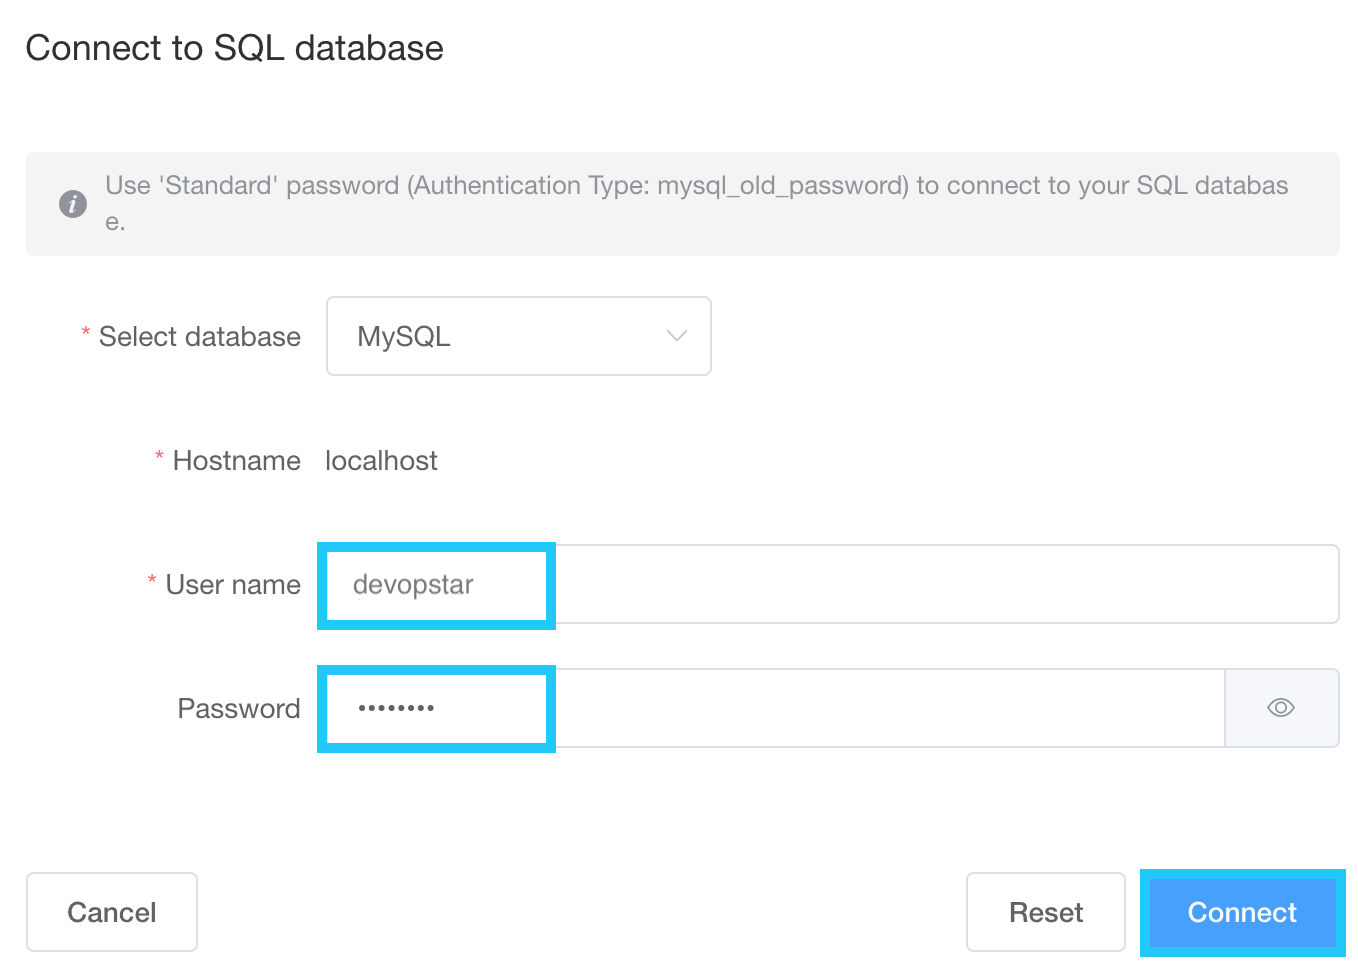 Connect to SQL database
Use 'Standard' password (Authentication Type: mysql_old_password) to connect to your SQL databas
e.
* Select database MySQL
* Hostname localhost
* User name devopstar
Password ••••••••
Cancel Reset Connect